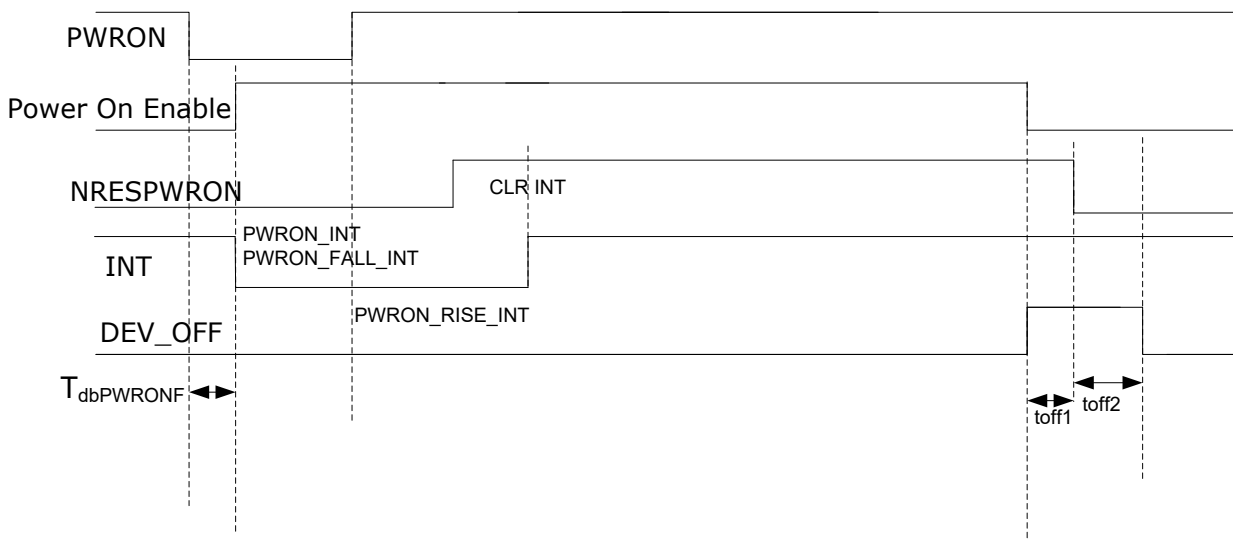 PWRON
Power On Enable
NRESPWRON
CLR INT
PWRON_INT
PWRON_FALL_INT
INT
PWRON_RISE_INT
DEV_OFF
TdbPWRONF
toff1
toff2